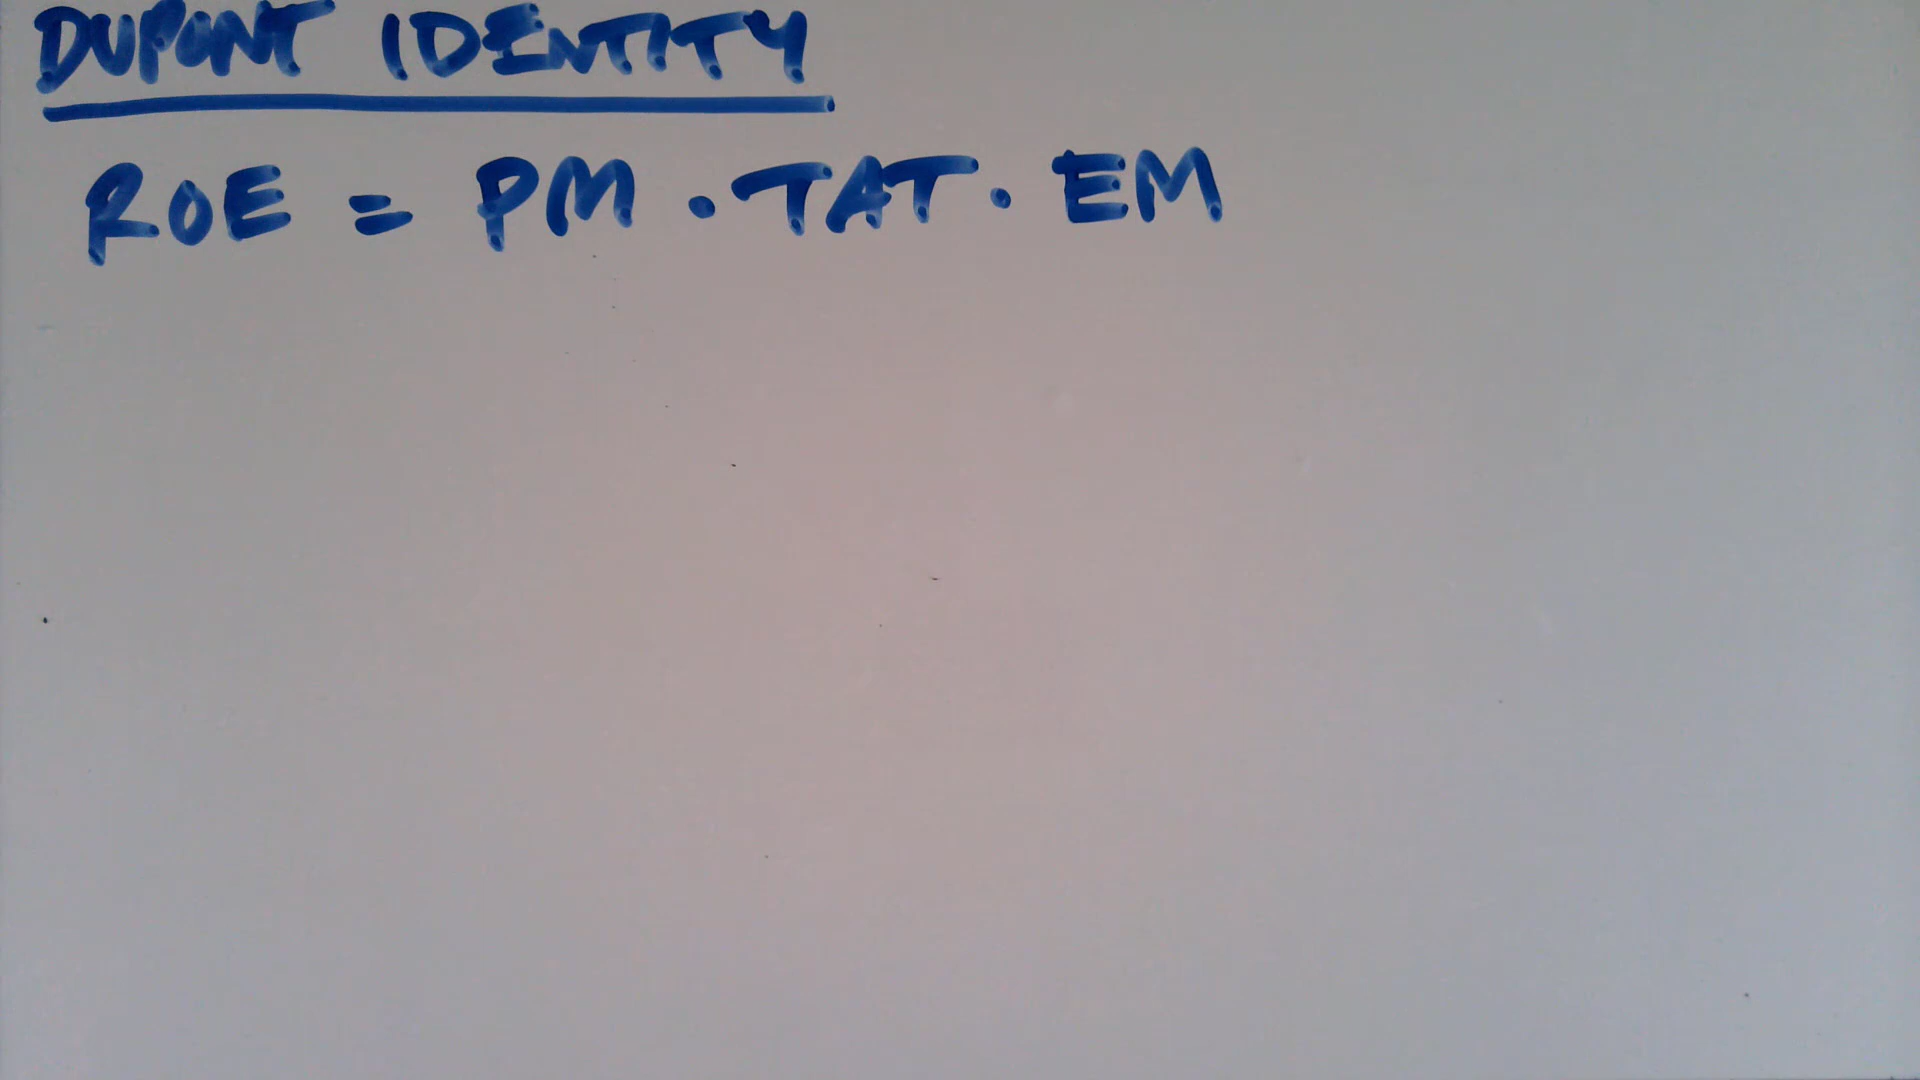 DUPONT IDENTITY
ROE = PM · TAT · EM